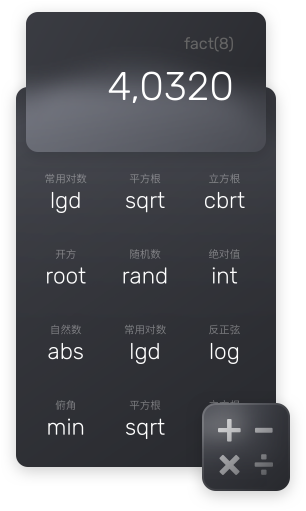 fact(8)
4,0320
常用对数 平方根 立方根
lgd sqrt cbrt
开方 随机数 绝对值
root rand int
自然数 常用对数 反正弦
abs lgd log
俯角 平方根
min sqrt
+ −
× ÷